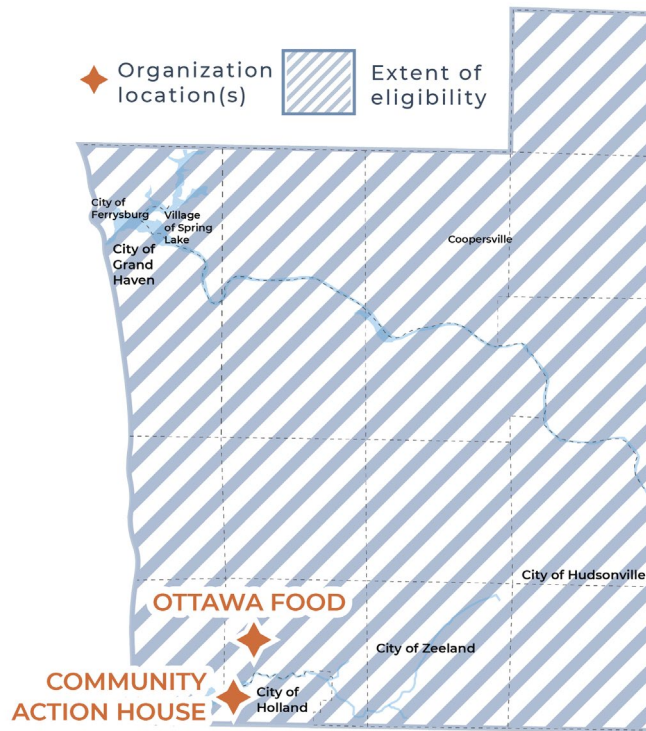 Organization
location(s)
Extent of
eligibility
City of
Ferrysburg
Village
of Spring
Lake
City of
Grand
Haven
Coopersville
City of Hudsonville
OTTAWA FOOD
City of Zeeland
COMMUNITY
ACTION HOUSE
City of
Holland